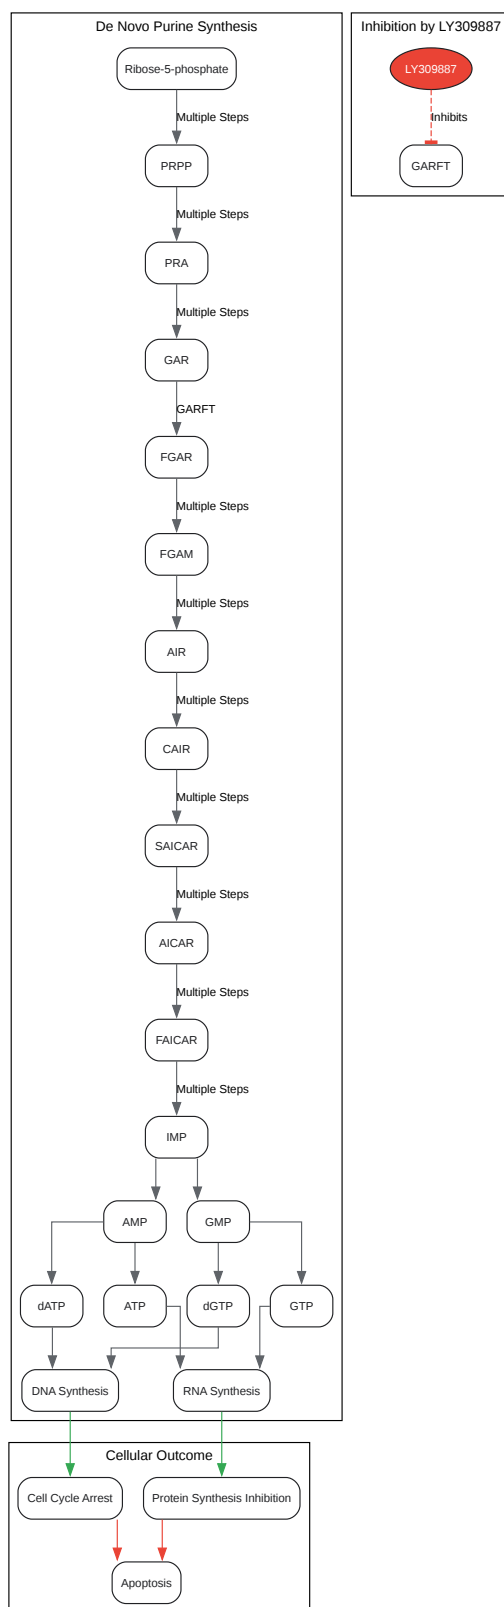 De Novo Purine Synthesis
Ribose-5-phosphate
Multiple Steps
PRPP
Multiple Steps
PRA
Multiple Steps
GAR
GARFT
FGAR
Multiple Steps
FGAM
Multiple Steps
AIR
Multiple Steps
CAIR
Multiple Steps
SAICAR
Multiple Steps
AICAR
Multiple Steps
FAICAR
Multiple Steps
IMP
AMP
GMP
dATP
ATP
dGTP
GTP
DNA Synthesis
RNA Synthesis
Inhibition by LY309887
LY309887
Inhibits
GARFT
Cellular Outcome
Cell Cycle Arrest
Protein Synthesis Inhibition
Apoptosis